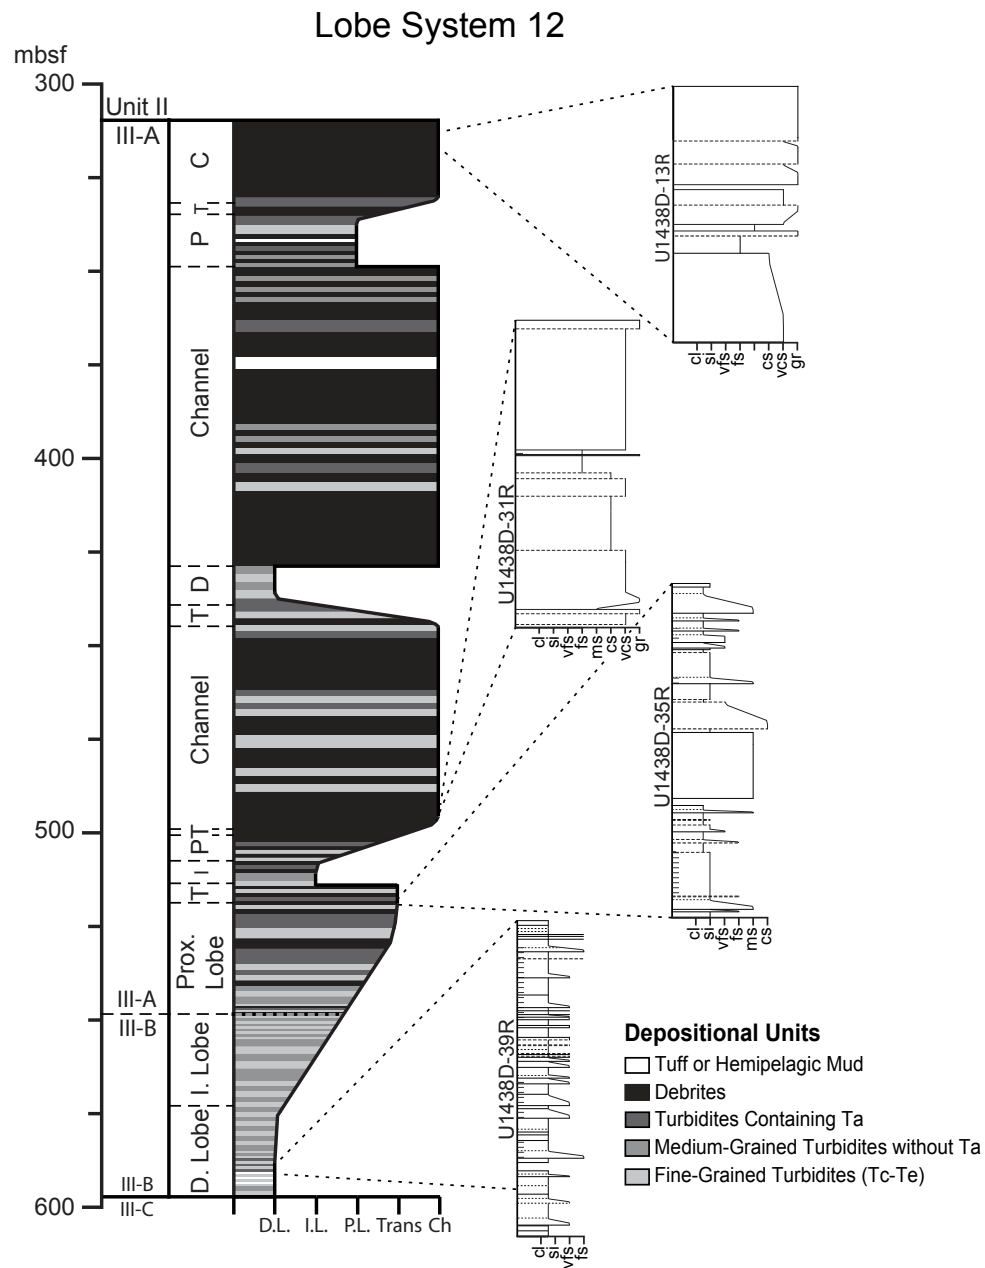 Lobe System 12
mbsf
300
400
500
600
Unit II
III-A
C
T
P
Channel
D
T
Channel
PT
I
T
Prox.
Lobe
III-A
III-B
I. Lobe
D. Lobe
III-B
III-C
D.L. I.L. P.L. Trans Ch
U1438D-13R
cl si vfs fs cs vcs gr
U1438D-31R
cl si vfs fs ms cs vcs gr
U1438D-35R
cl si vfs fs ms cs
U1438D-39R
cl si vfs fs
Depositional Units
Tuff or Hemipelagic Mud
Debrites
Turbidites Containing Ta
Medium-Grained Turbidites without Ta
Fine-Grained Turbidites (Tc-Te)